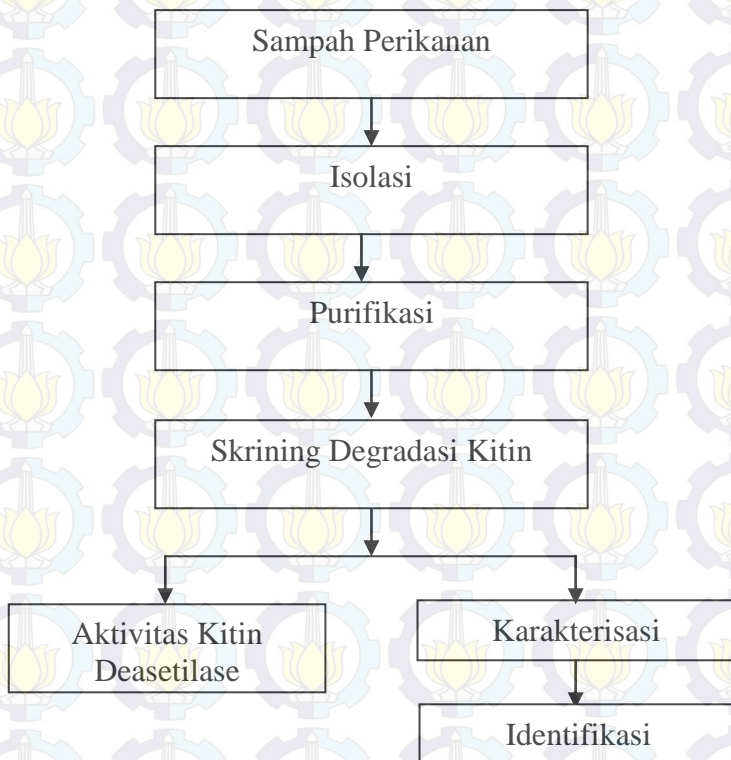 Sampah Perikanan
Isolasi
Purifikasi
Skrining Degradasi Kitin
Aktivitas Kitin
Deasetilase
Karakterisasi
Identifikasi